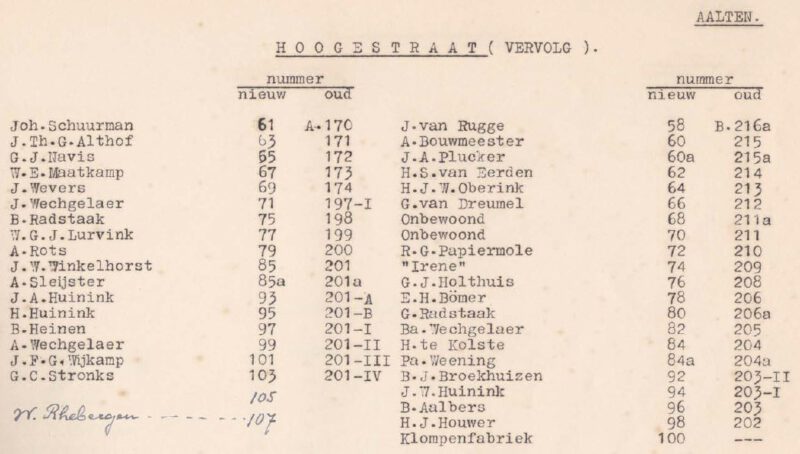 AALTEN.
HOOGESTRAAT ( VERVOLG ).
nummer
nieuw oud
Joh.Schuurman 61 A.170
J.Th.G.Althof 63 171
G.J.Navis 65 172
W.E.Maatkamp 67 173
J.Wevers 69 174
J.Wechgelaer 71 197-I
B.Radstaak 75 198
W.G.J.Lurvink 77 199
A.Rots 79 200
J.W.Winkelhorst 85 201
A.Sleijster 85a 201a
J.A.Huinink 93 201-A
H.Huinink 95 201-B
B.Heinen 97 201-I
A.Wechgelaer 99 201-II
J.F.G.Wijkamp 101 201-III
G.C.Stronks 103 201-IV
105
W. Rhebergen - - - - - - 107
nummer
nieuw oud
J.van Rugge 58 B.216a
A.Bouwmeester 60 215
J.A.Plucker 60a 215a
H.S.van Eerden 62 214
H.J.W.Oberink 64 213
G.van Dreumel 66 212
Onbewoond 68 211a
Onbewoond 70 211
R.G.Papiermole 72 210
"Irene" 74 209
G.J.Holthuis 76 208
E.H.Bömer 78 206
G.Radstaak 80 206a
Ba.Wechgelaer 82 205
H.te Kolste 84 204
Pa.Weening 84a 204a
B.J.Broekhuizen 92 203-II
J.W.Huinink 94 203-I
B.Aalbers 96 203
H.J.Houwer 98 202
Klompenfabriek 100 ---